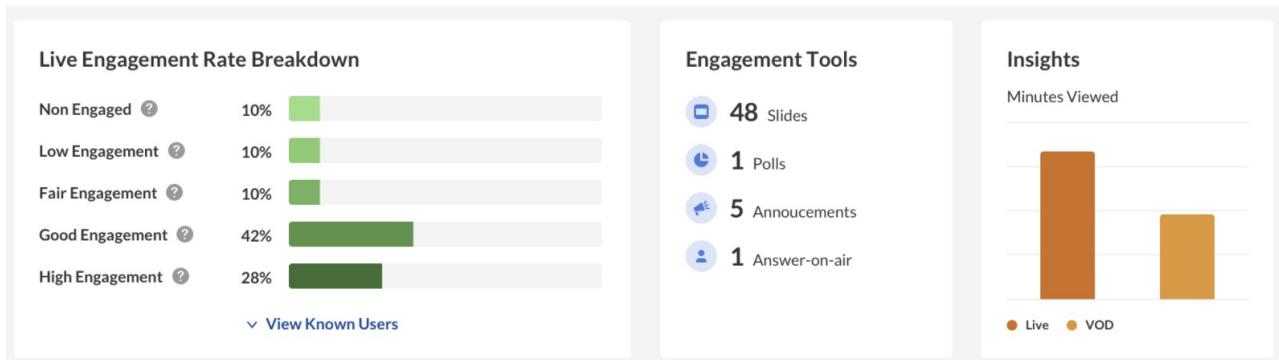 Live Engagement Rate Breakdown
Non Engaged ? 10%
Low Engagement ? 10%
Fair Engagement ? 10%
Good Engagement ? 42%
High Engagement ? 28%
View Known Users
Engagement Tools
48 Slides
1 Polls
5 Annoucements
1 Answer-on-air
Insights
Minutes Viewed
Live VOD